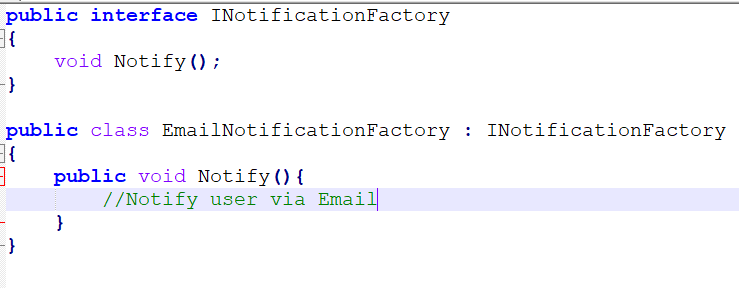 public interface INotificationFactory
{
    void Notify();
}
public class EmailNotificationFactory : INotificationFactory
{
    public void Notify(){
        //Notify user via Email
    }
}